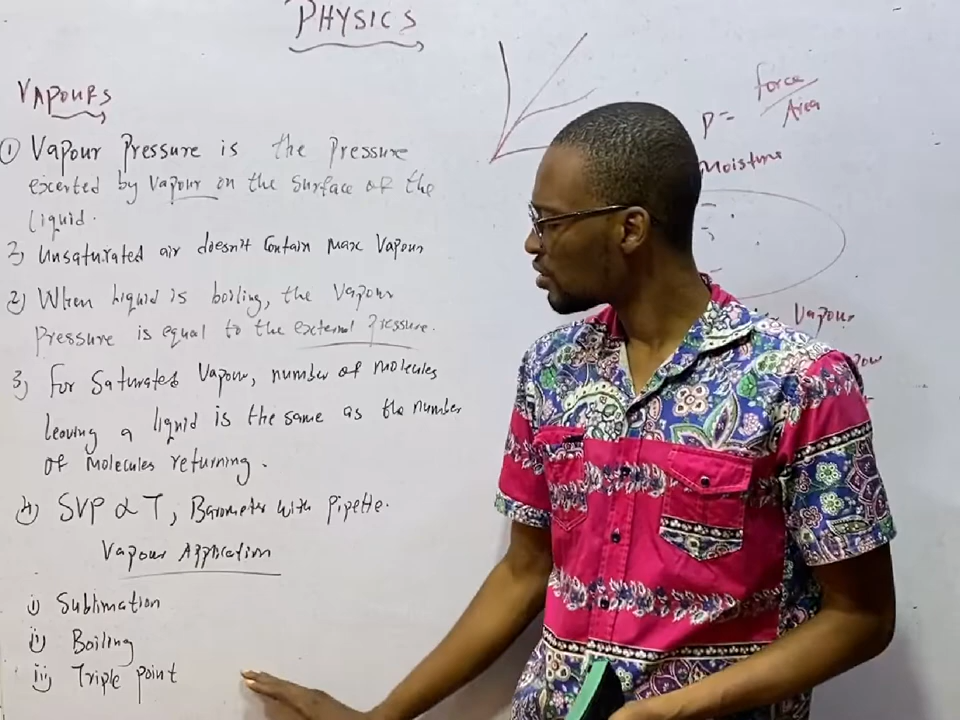 PHYSICS
VAPOURS
① Vapour Pressure is the Pressure
excerted by Vapour on the surface of the
liquid.
2) Unsaturated air doesn't Contain max Vapour
2) When liquid is boiling, the Vapour
Pressure is equal to the external Pressure.
3) for Saturated Vapour, number of molecules
leaving a liquid is the same as the number
of molecules returning.
4) SVP ∝ T, Barometer with pipette.
Vapour Application
i) Sublimation
ii) Boiling
iii) Triple point
P = force/Area
Moisture
Vapour